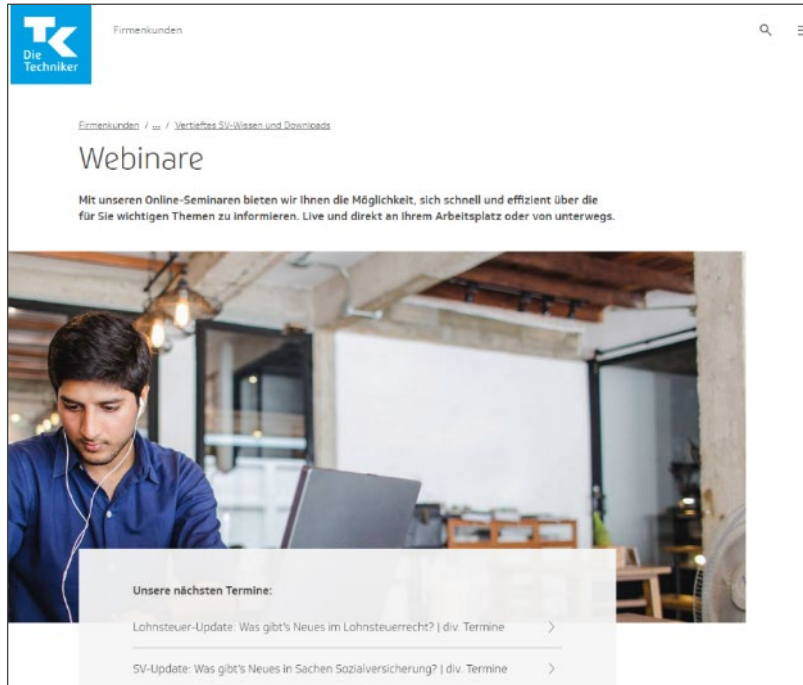 TK
Die
Techniker
Firmenkunden
Firmenkunden / ... / Vertieftes SV-Wissen und Downloads
Webinare
Mit unseren Online-Seminaren bieten wir Ihnen die Möglichkeit, sich schnell und effizient über die
für Sie wichtigen Themen zu informieren. Live und direkt an Ihrem Arbeitsplatz oder von unterwegs.
Unsere nächsten Termine:
Lohnsteuer-Update: Was gibt's Neues im Lohnsteuerrecht? | div. Termine
SV-Update: Was gibt's Neues in Sachen Sozialversicherung? | div. Termine